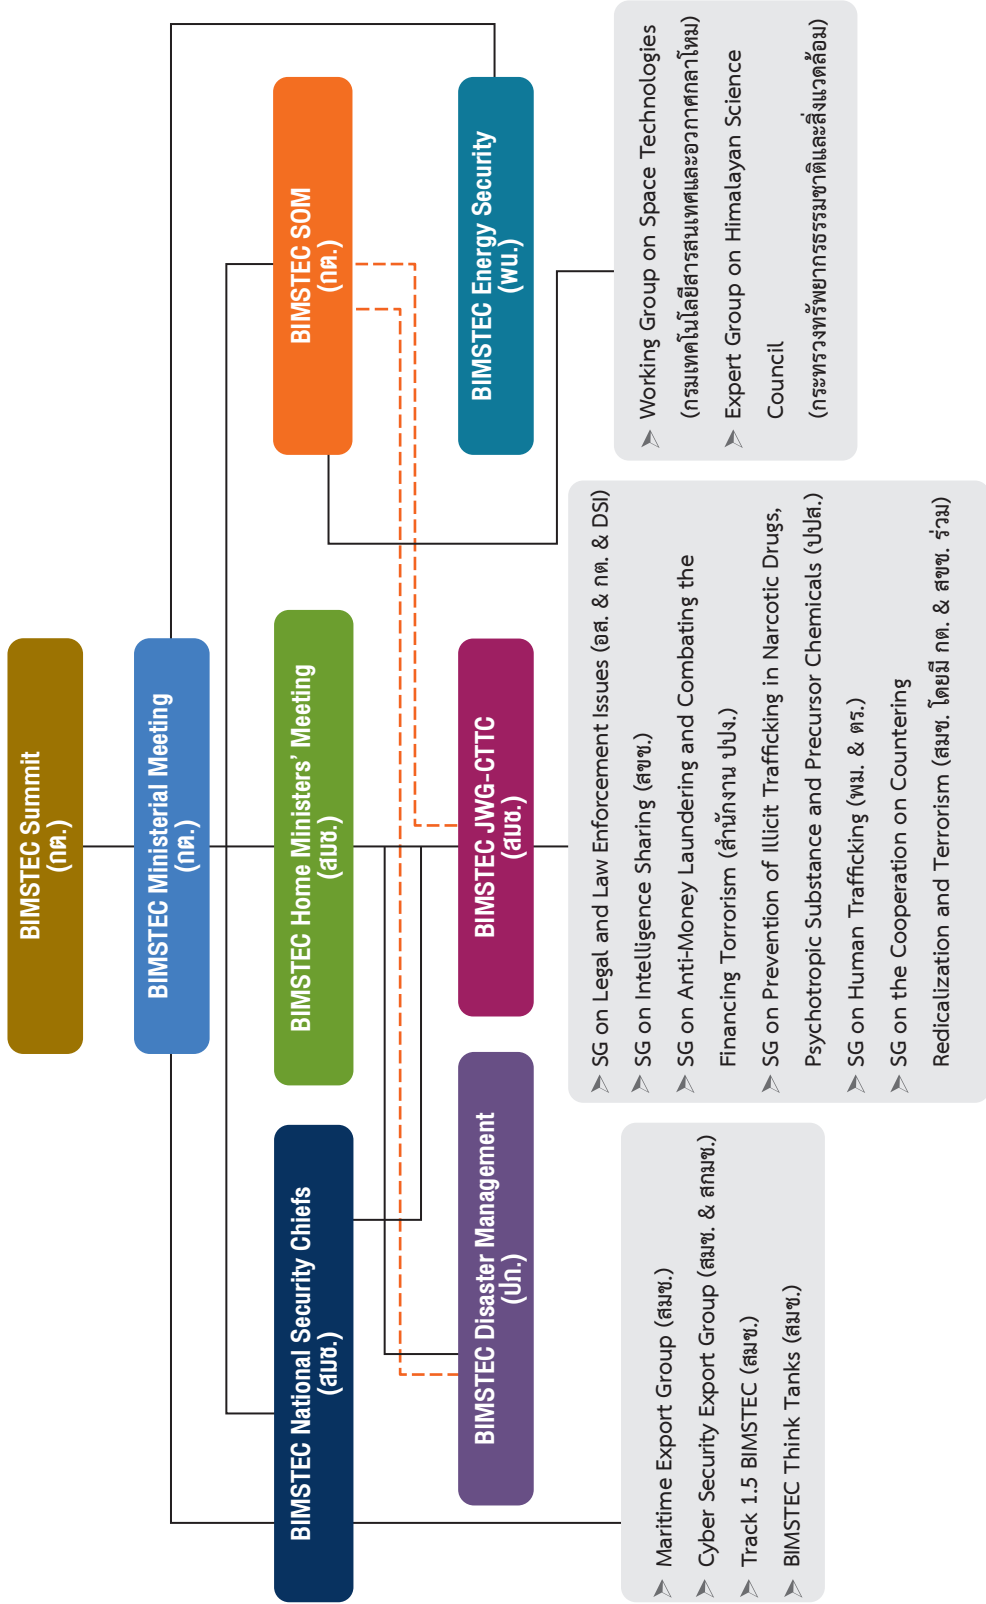 BIMSTEC Summit
(กต.)
BIMSTEC Ministerial Meeting
(กต.)
BIMSTEC National Security Chiefs
(สมช.)
BIMSTEC Home Ministers’ Meeting
(สมช.)
BIMSTEC SOM
(กต.)
BIMSTEC Disaster Management
(ปภ.)
BIMSTEC JWG-CTTC
(สมช.)
BIMSTEC Energy Security
(พน.)
Maritime Export Group (สมช.)
Cyber Security Export Group (สมช. & สกมช.)
Track 1.5 BIMSTEC (สมช.)
BIMSTEC Think Tanks (สมช.)
SG on Legal and Law Enforcement Issues (อส. & กต. & DSI)
SG on Intelligence Sharing (สขช.)
SG on Anti-Money Laundering and Combating the
Financing Torrorism (สำนักงาน ปปง.)
SG on Prevention of Illicit Trafficking in Narcotic Drugs,
Psychotropic Substance and Precursor Chemicals (ปปส.)
SG on Human Trafficking (พม. & ตร.)
SG on the Cooperation on Countering
Redicalization and Terrorism (สมช. โดยมี กต. & สขช. ร่วม)
Working Group on Space Technologies
(กรมเทคโนโลยีสารสนเทศและอวกาศกลาโหม)
Expert Group on Himalayan Science
Council
(กระทรวงทรัพยากรธรรมชาติและสิ่งแวดล้อม)